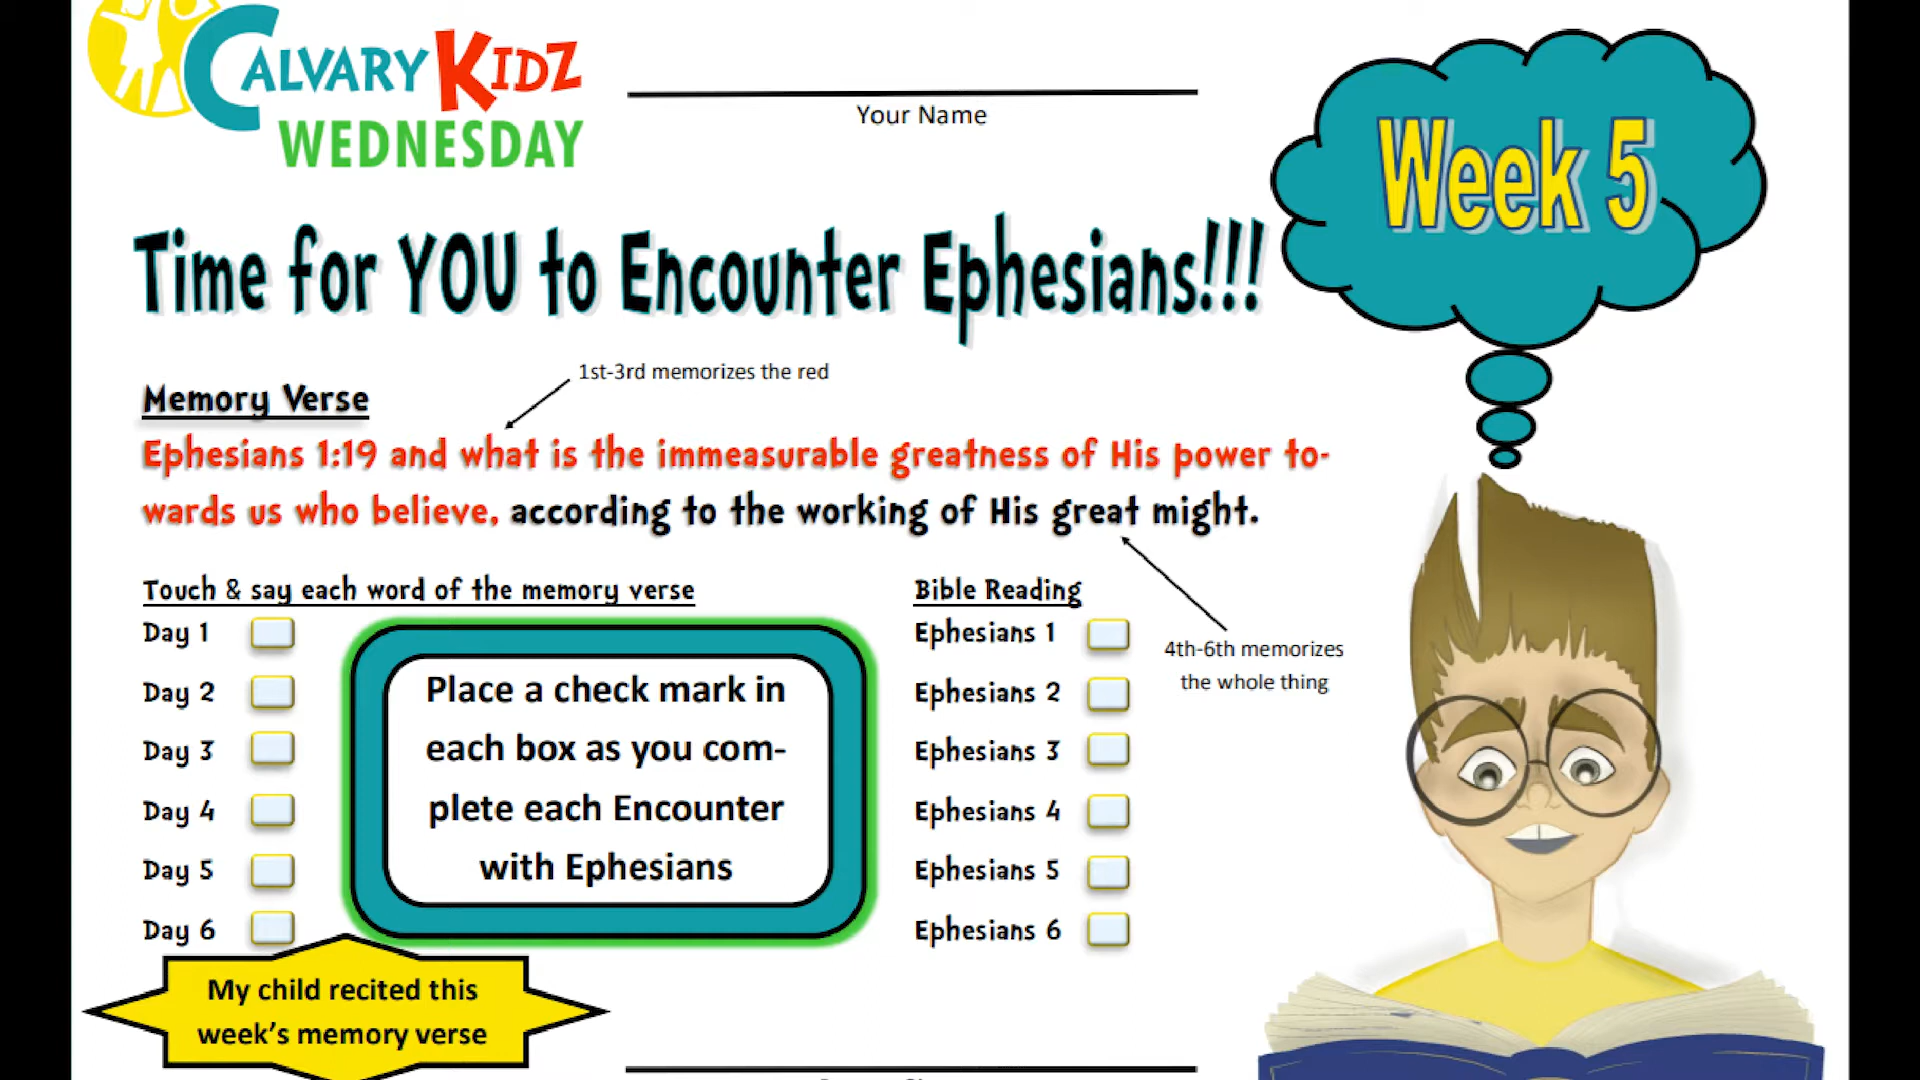 CALVARY KIDZ
WEDNESDAY
Your Name
Week 5
Time for YOU to Encounter Ephesians!!!
1st-3rd memorizes the red
Memory Verse
Ephesians 1:19 and what is the immeasurable greatness of His power to-
wards us who believe, according to the working of His great might.
4th-6th memorizes
the whole thing
Touch & say each word of the memory verse
Day 1
Day 2
Day 3
Day 4
Day 5
Day 6
Place a check mark in
each box as you com-
plete each Encounter
with Ephesians
Bible Reading
Ephesians 1
Ephesians 2
Ephesians 3
Ephesians 4
Ephesians 5
Ephesians 6
My child recited this
week's memory verse